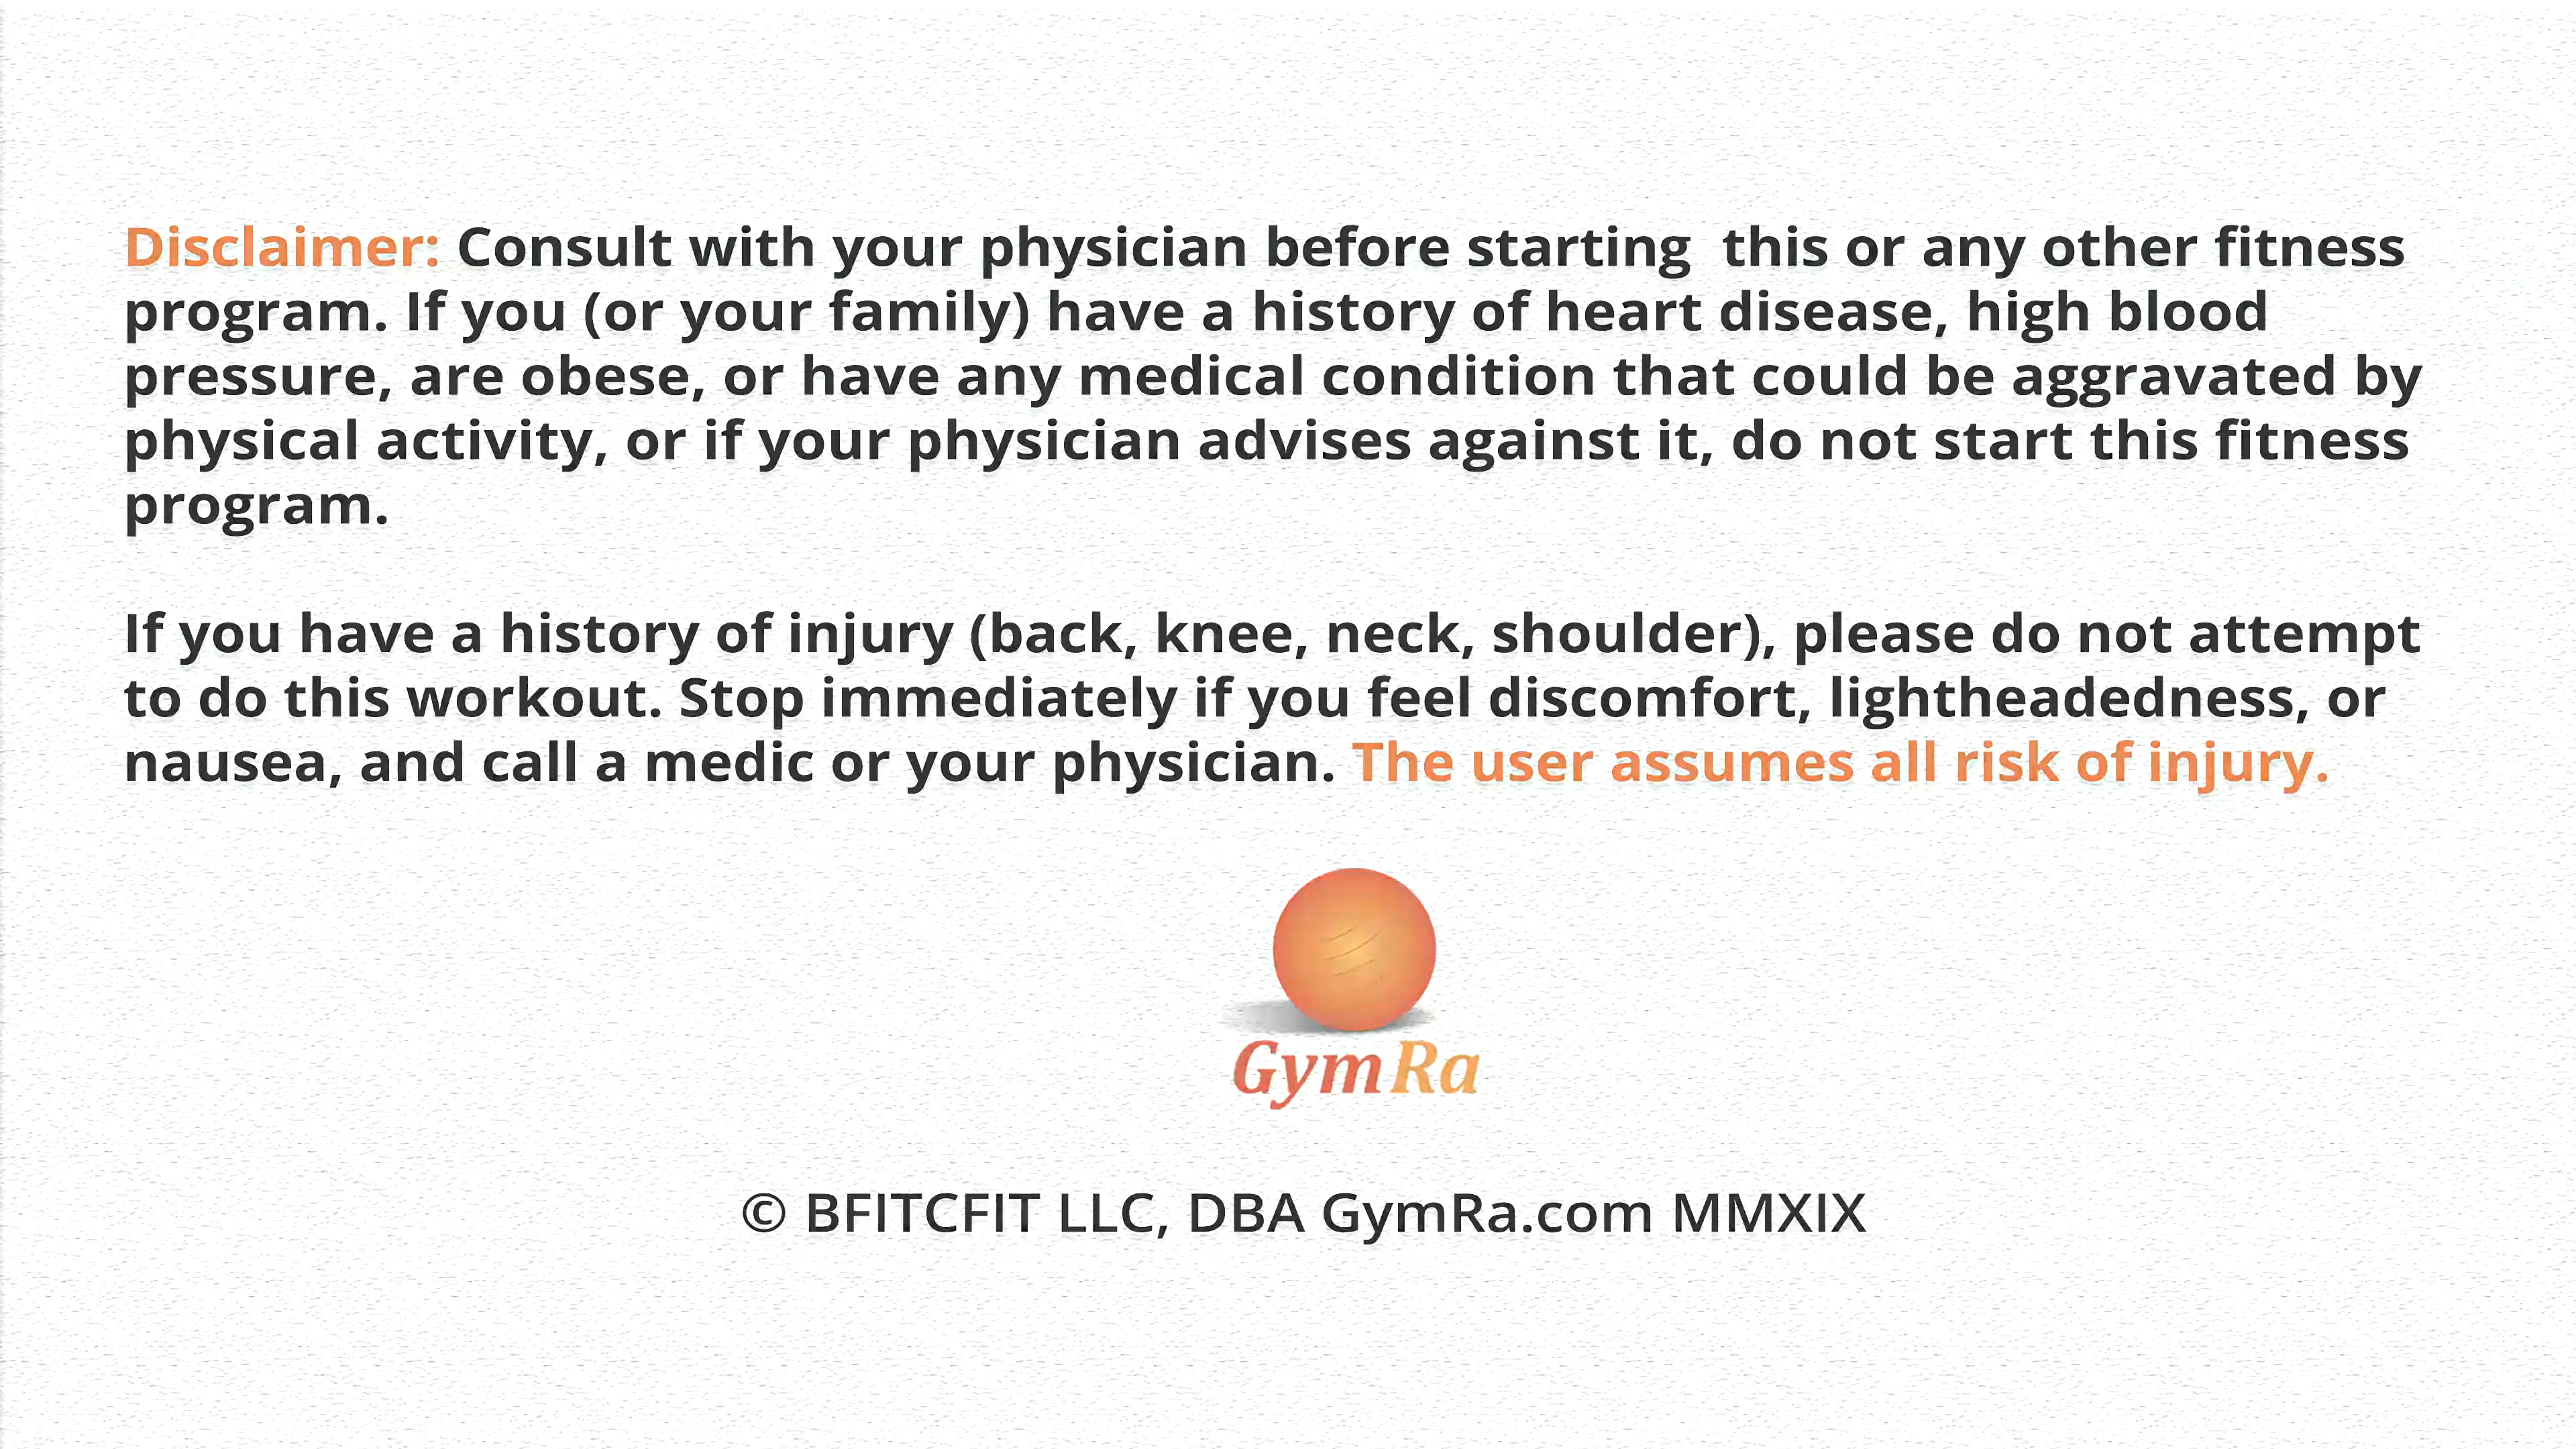 Disclaimer: Consult with your physician before starting  this or any other fitness
program. If you (or your family) have a history of heart disease, high blood
pressure, are obese, or have any medical condition that could be aggravated by
physical activity, or if your physician advises against it, do not start this fitness
program.
If you have a history of injury (back, knee, neck, shoulder), please do not attempt
to do this workout. Stop immediately if you feel discomfort, lightheadedness, or
nausea, and call a medic or your physician. The user assumes all risk of injury.
GymRa
© BFITCFIT LLC, DBA GymRa.com MMXIX